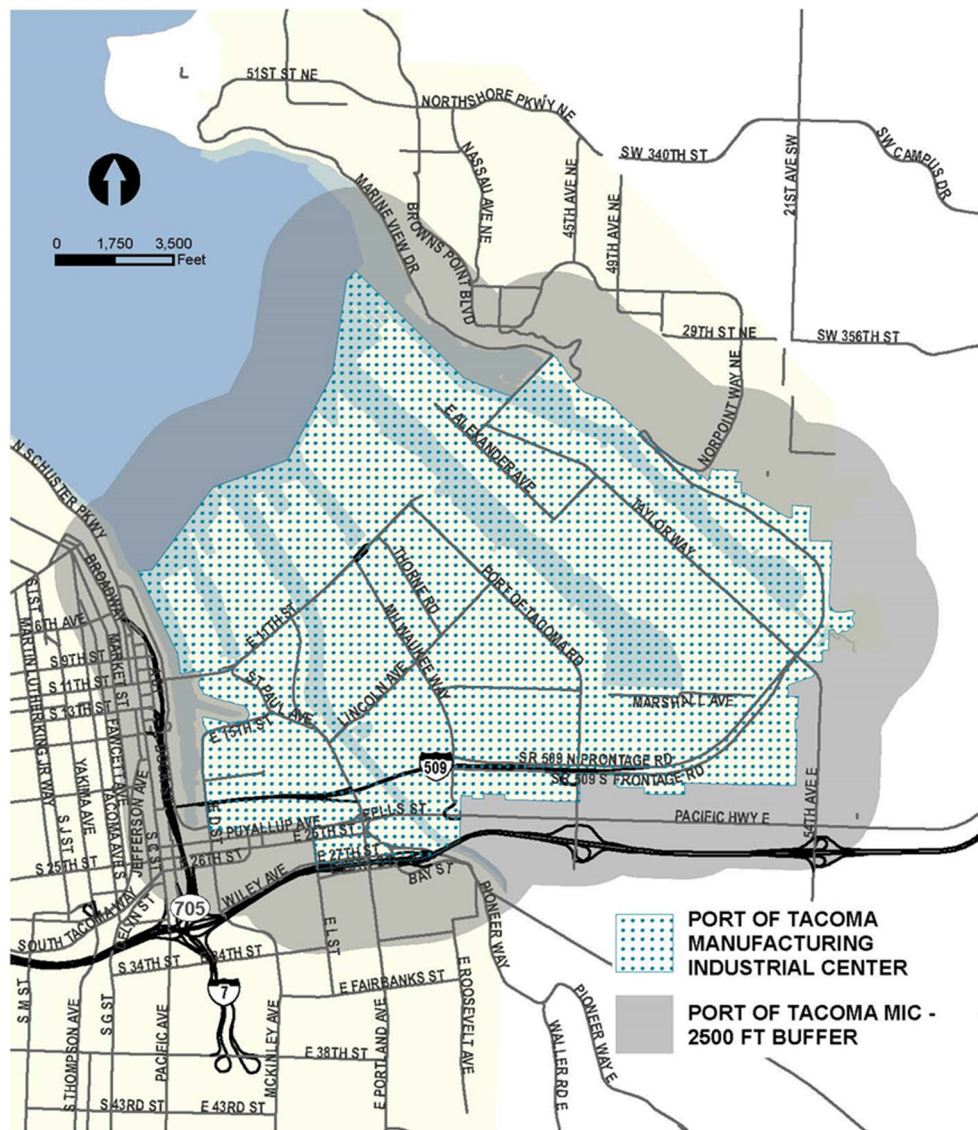 51ST ST NE
NORTHSHORE PKWY NE
SW 340TH ST
SW CAMPUS DR
21ST AVE SW
NASSAU AVE NE
45TH AVE NE
49TH AVE NE
MARINE VIEW DR
BROWNS POINT BLVD
0 1,750 3,500
Feet
29TH ST NE
SW 356TH ST
NORPOINT WAY NE
E ALEXANDER AVE
TAYLOR WAY
N SCHUSTER PKWY
BROADWAY
THORNE RD
PORT OF TACOMA RD
MILWAUKEE WAY
E 11TH ST
LINCOLN AVE
ST PAUL AVE
E 15TH ST
MARSHALL AVE
S I ST
6TH AVE
MARTIN LUTHER KING JR WAY
S 9TH ST
S 11TH ST
S 13TH ST
MARKET ST
FAWCETT AVE
YAKIMA AVE
TACOMA AVE S
JEFFERSON AVE
S J ST
S C ST
509
SR 509 N FRONTAGE RD
SR 509 S FRONTAGE RD
PACIFIC HWY E
54TH AVE E
E D ST
PUYALLUP AVE
E 25TH ST
E 26TH ST
E 27TH ST
BAY ST
S 25TH ST
WILEY AVE
705
SOUTH TACOMA WAY
S 34TH ST
E 34TH ST
E L ST
E FAIRBANKS ST
PIONEER WAY
E ROOSEVELT AVE
E PORTLAND AVE
7
S M ST
S THOMPSON AVE
S G ST
PACIFIC AVE
MCKINLEY AVE
E 38TH ST
S 43RD ST
E 43RD ST
WALLER RD E
PIONEER WAY E
PORT OF TACOMA
MANUFACTURING
INDUSTRIAL CENTER
PORT OF TACOMA MIC -
2500 FT BUFFER